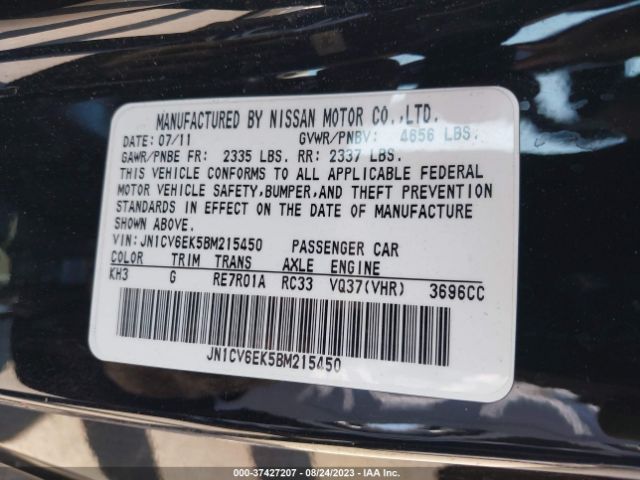 MANUFACTURED BY NISSAN MOTOR CO.,LTD.
DATE: 07/11 GVWR/PNBV: 4656 LBS.
GAWR/PNBE FR: 2335 LBS. RR: 2337 LBS.
THIS VEHICLE CONFORMS TO ALL APPLICABLE FEDERAL
MOTOR VEHICLE SAFETY,BUMPER,AND THEFT PREVENTION
STANDARDS IN EFFECT ON THE DATE OF MANUFACTURE
SHOWN ABOVE.
VIN:JN1CV6EK5BM215450 PASSENGER CAR
COLOR TRIM TRANS AXLE ENGINE
KH3 G RE7R01A RC33 VQ37(VHR) 3696CC
JN1CV6EK5BM215450
000-37427207 - 08/24/2023 - IAA Inc.